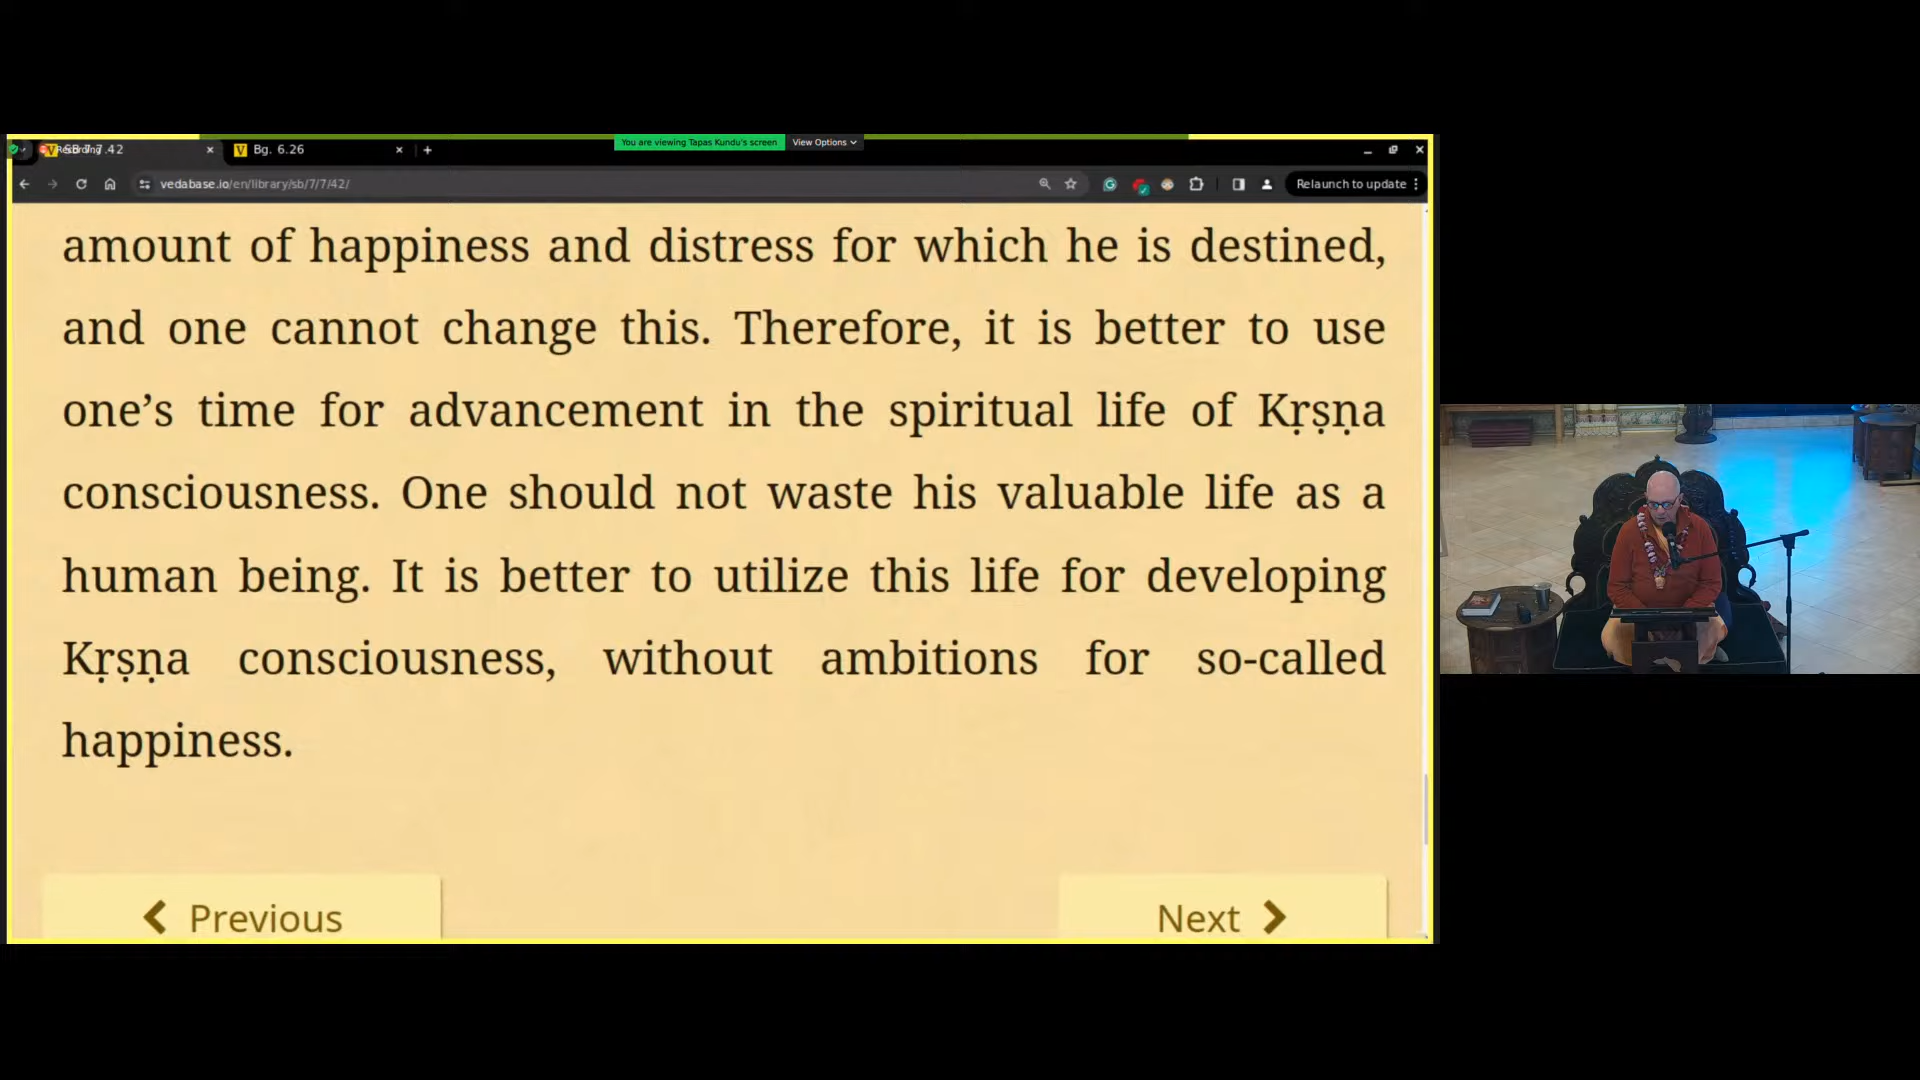 You are viewing Tapas Kundu's screen View Options
7.42
Bg. 6.26
vedabase.io/en/library/sb/7/7/42/
Relaunch to update
amount of happiness and distress for which he is destined,
and one cannot change this. Therefore, it is better to use
one’s time for advancement in the spiritual life of Kṛṣṇa
consciousness. One should not waste his valuable life as a
human being. It is better to utilize this life for developing
Kṛṣṇa consciousness, without ambitions for so-called
happiness.
Previous
Next